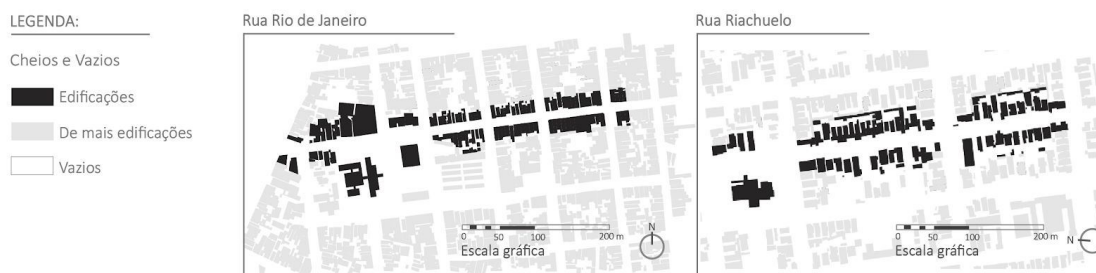 LEGENDA:
Cheios e Vazios
Edificações
De mais edificações
Vazios
Rua Rio de Janeiro
N
0 50 100 200 m
Escala gráfica
Rua Riachuelo
N
0 50 100 200 m
Escala gráfica